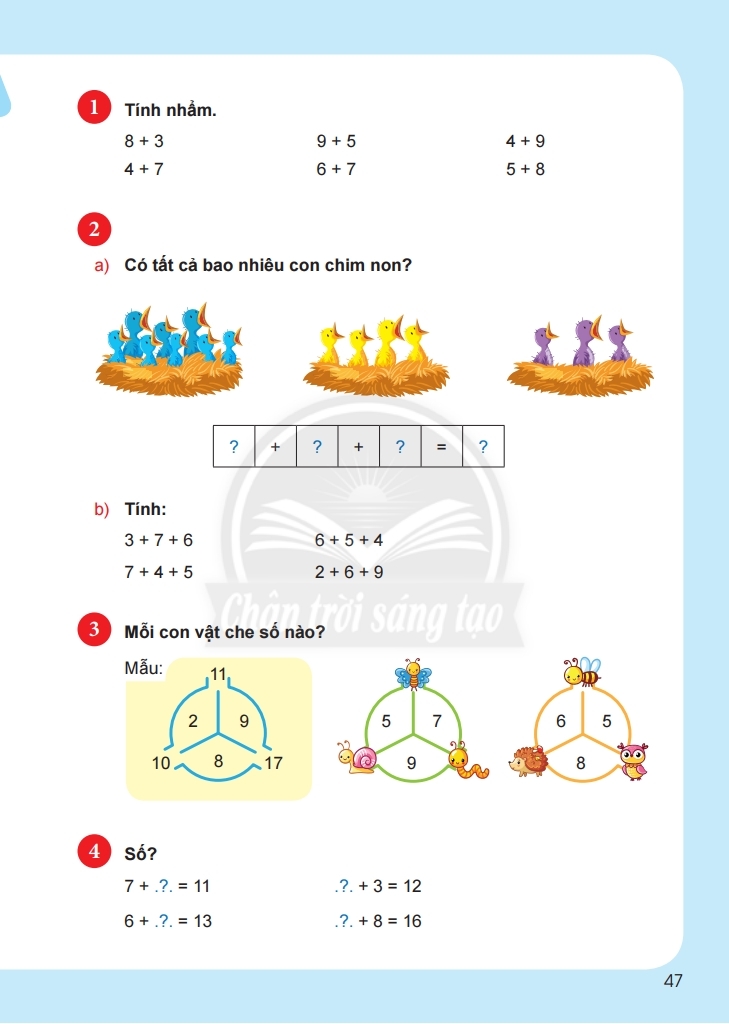 1 Tính nhẩm.
8 + 3 9 + 5 4 + 9
4 + 7 6 + 7 5 + 8
2
a) Có tất cả bao nhiêu con chim non?
? + ? + ? = ?
b) Tính:
3 + 7 + 6 6 + 5 + 4
7 + 4 + 5 2 + 6 + 9
Chân trời sáng tạo
3 Mỗi con vật che số nào?
Mẫu:
11
2 9 5 7 6 5
10 8 17 9 8
4 Số?
7 + .?. = 11 .?. + 3 = 12
6 + .?. = 13 .?. + 8 = 16
47